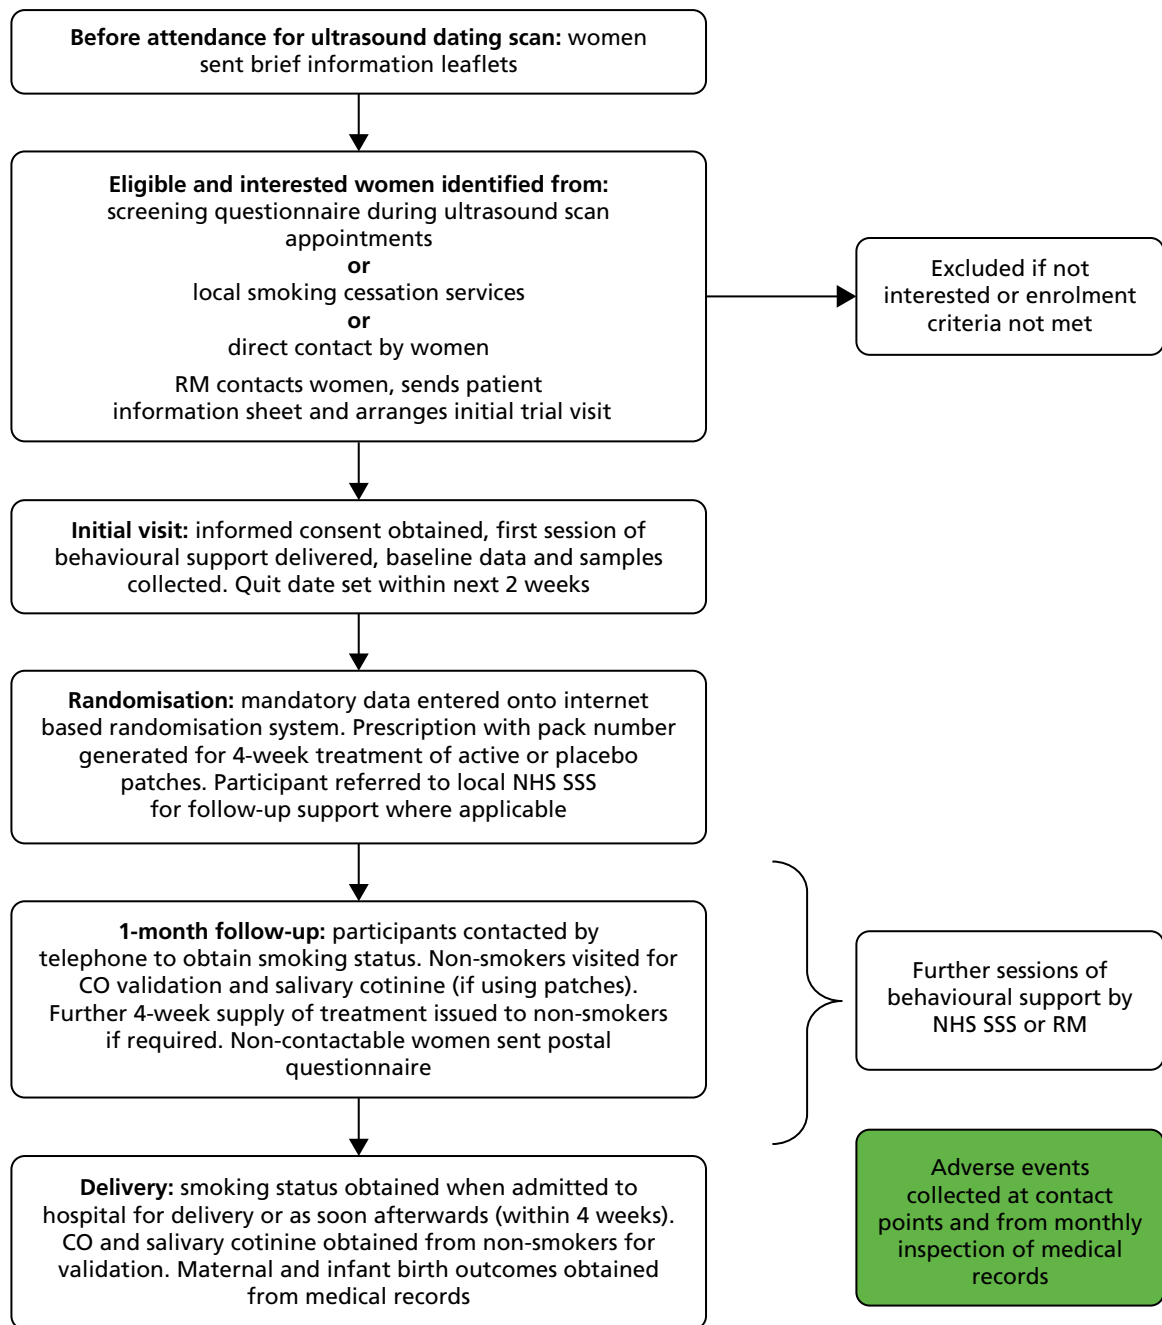 Before attendance for ultrasound dating scan: women
sent brief information leaflets
Eligible and interested women identified from:
screening questionnaire during ultrasound scan
appointments
or
local smoking cessation services
or
direct contact by women
RM contacts women, sends patient
information sheet and arranges initial trial visit
Excluded if not
interested or enrolment
criteria not met
Initial visit: informed consent obtained, first session of
behavioural support delivered, baseline data and samples
collected. Quit date set within next 2 weeks
Randomisation: mandatory data entered onto internet
based randomisation system. Prescription with pack number
generated for 4-week treatment of active or placebo
patches. Participant referred to local NHS SSS
for follow-up support where applicable
1-month follow-up: participants contacted by
telephone to obtain smoking status. Non-smokers visited for
CO validation and salivary cotinine (if using patches).
Further 4-week supply of treatment issued to non-smokers
if required. Non-contactable women sent postal
questionnaire
Further sessions of
behavioural support by
NHS SSS or RM
Delivery: smoking status obtained when admitted to
hospital for delivery or as soon afterwards (within 4 weeks).
CO and salivary cotinine obtained from non-smokers for
validation. Maternal and infant birth outcomes obtained
from medical records
Adverse events
collected at contact
points and from monthly
inspection of medical
records